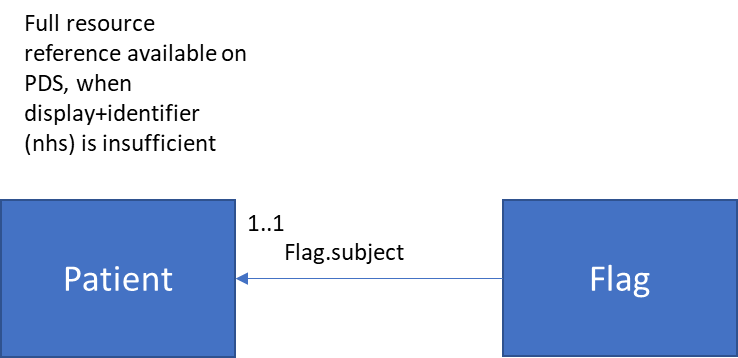 Full resource
reference available on
PDS, when
display+identifier
(nhs) is insufficient
1..1
Flag.subject
Patient
Flag